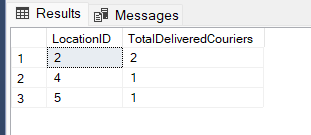 Results Messages
LocationID TotalDeliveredCouriers
1 2 2
2 4 1
3 5 1